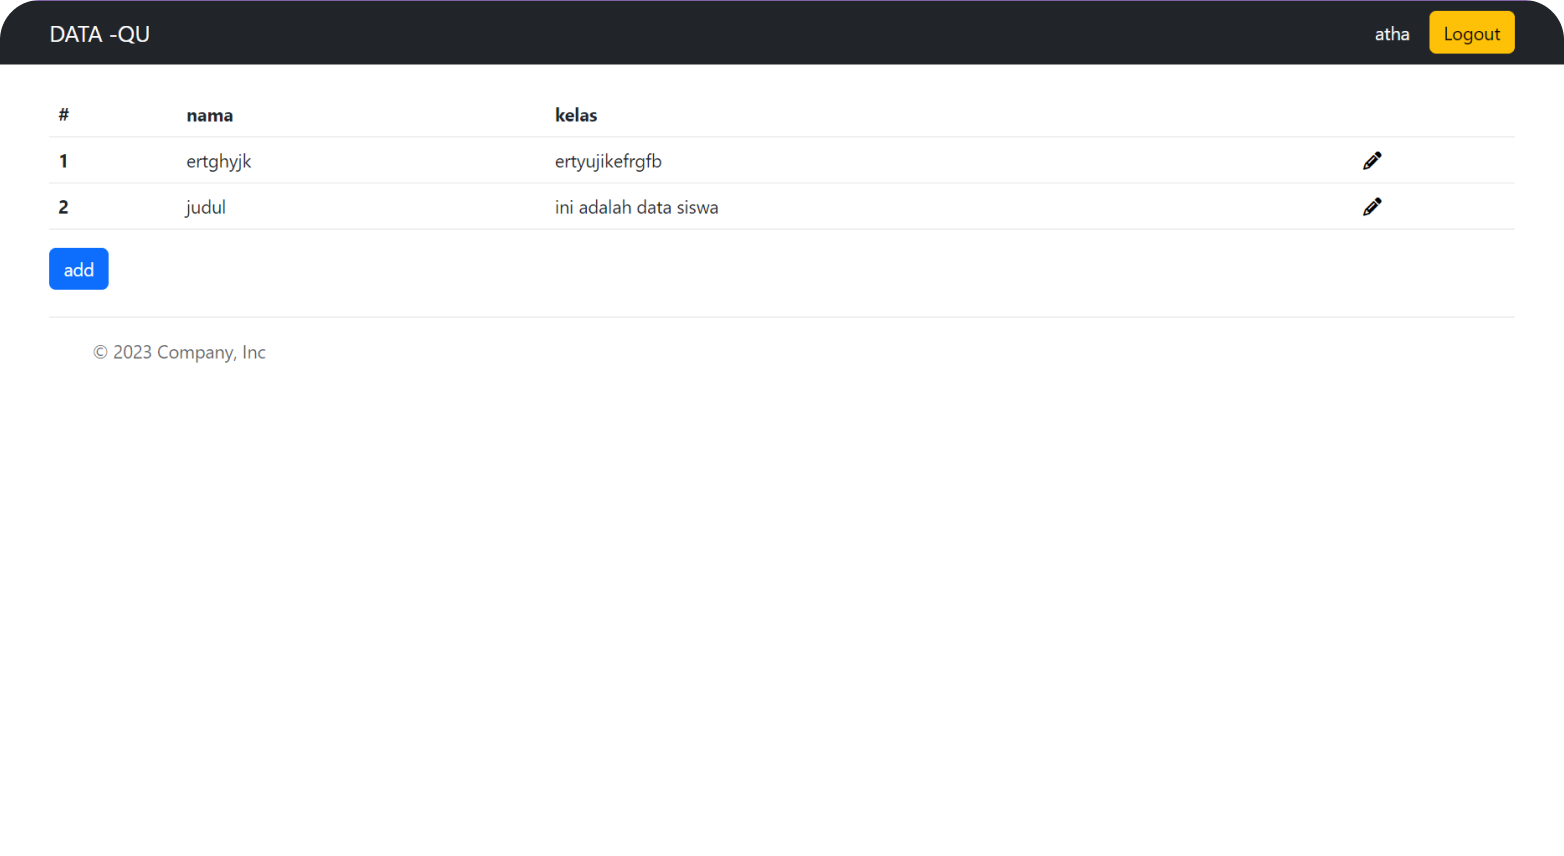 DATA -QU atha Logout
# nama kelas
1 ertghyjk ertyujikefrgfb
2 judul ini adalah data siswa
add
© 2023 Company, Inc